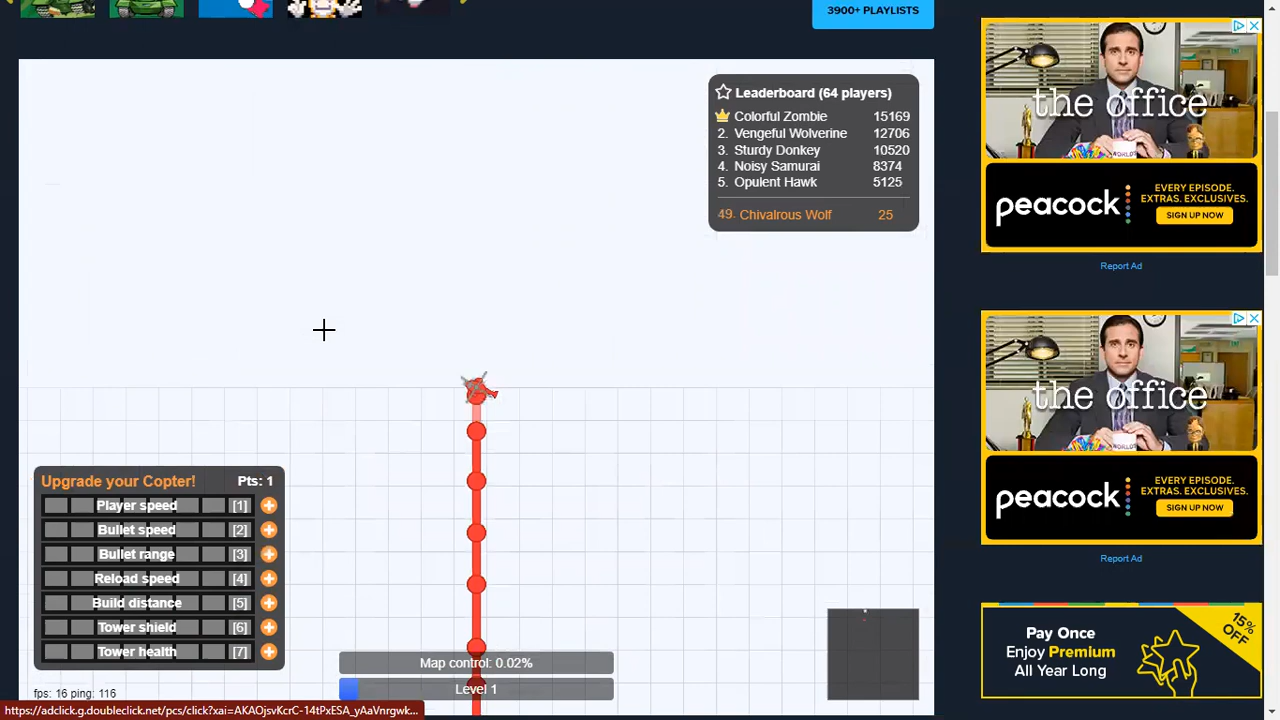 3900+ PLAYLISTS
Leaderboard (64 players)
Colorful Zombie 15169
2. Vengeful Wolverine 12706
3. Sturdy Donkey 10520
4. Noisy Samurai 8374
5. Opulent Hawk 5125
49. Chivalrous Wolf 25
the office
WORLD'S
peacock
EVERY EPISODE.
EXTRAS. EXCLUSIVES.
SIGN UP NOW
Report Ad
the office
WORLD'S
peacock
EVERY EPISODE.
EXTRAS. EXCLUSIVES.
SIGN UP NOW
Report Ad
Pay Once
Enjoy Premium
All Year Long
15%
OFF
Upgrade your Copter! Pts: 1
Player speed [1]
Bullet speed [2]
Bullet range [3]
Reload speed [4]
Build distance [5]
Tower shield [6]
Tower health [7]
Map control: 0.02%
Level 1
fps: 16 ping: 116
https://adclick.g.doubleclick.net/pcs/click?xai=AKAOjsvKcrC-14tPxESA_yAaVnrgwk...